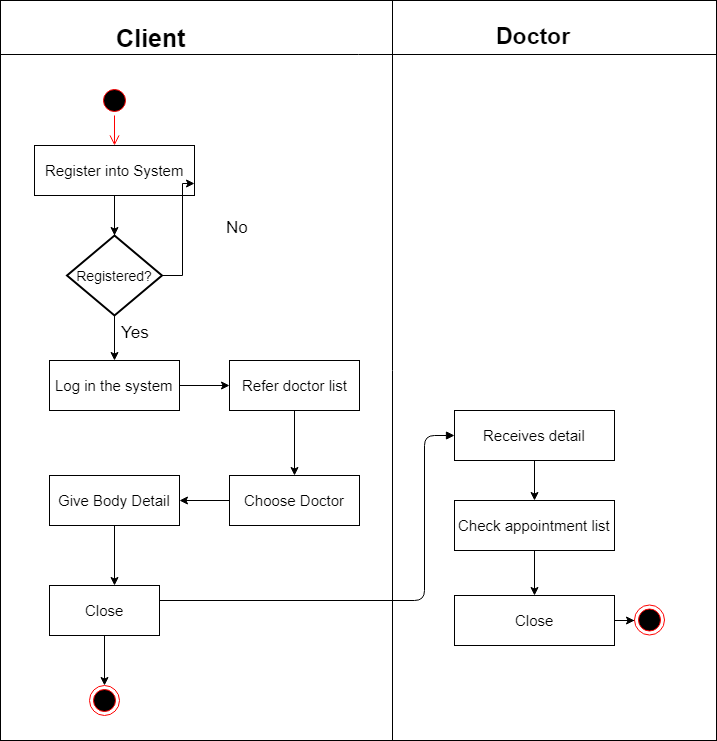 Client
Doctor
Register into System
No
Registered?
Yes
Log in the system
Refer doctor list
Receives detail
Give Body Detail
Choose Doctor
Check appointment list
Close
Close